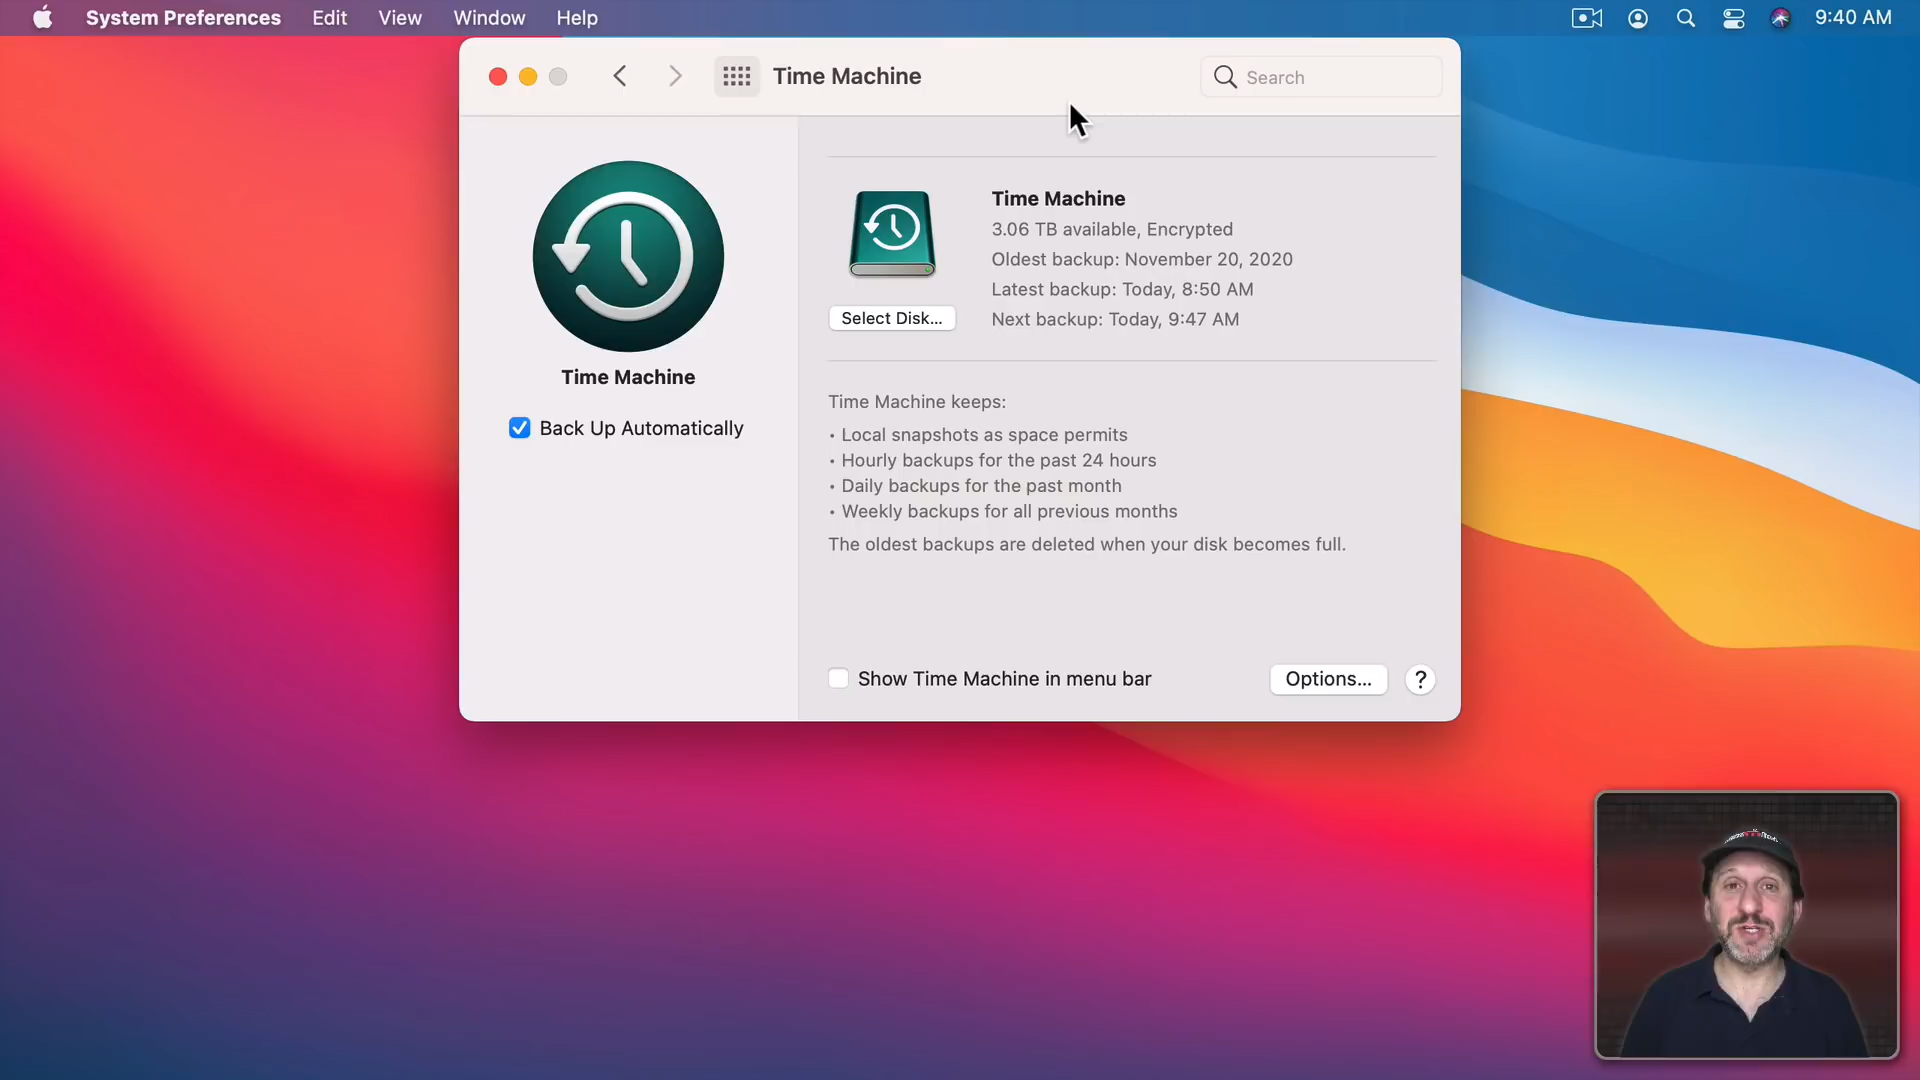 System Preferences Edit View Window Help 9:40 AM
Time Machine
Search
Time Machine
Back Up Automatically
Time Machine
3.06 TB available, Encrypted
Oldest backup: November 20, 2020
Latest backup: Today, 8:50 AM
Next backup: Today, 9:47 AM
Select Disk...
Time Machine keeps:
• Local snapshots as space permits
• Hourly backups for the past 24 hours
• Daily backups for the past month
• Weekly backups for all previous months
The oldest backups are deleted when your disk becomes full.
Show Time Machine in menu bar
Options...
?